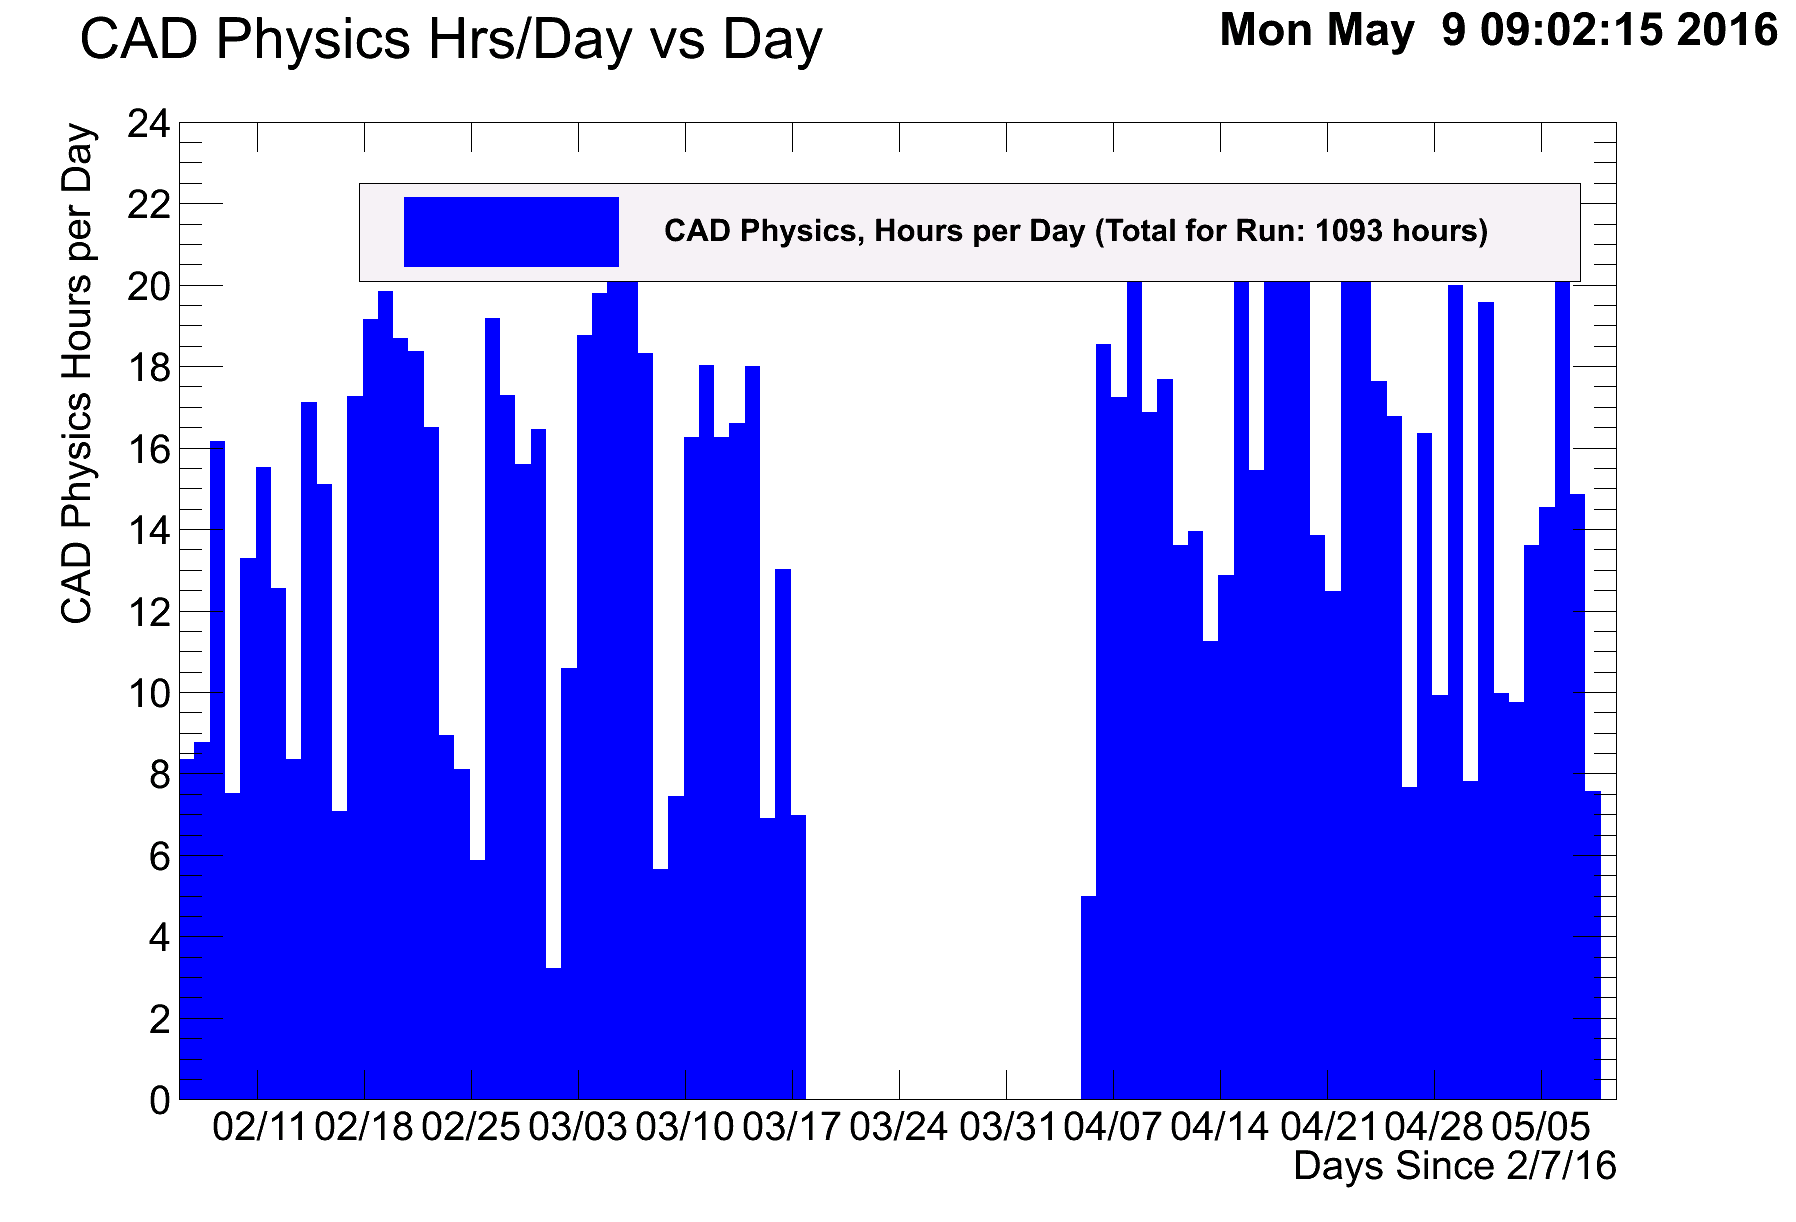 CAD Physics Hrs/Day vs Day
Mon May  9 09:02:15 2016
CAD Physics Hours per Day
24
22
20
18
16
14
12
10
8
6
4
2
0
CAD Physics, Hours per Day (Total for Run: 1093 hours)
02/11 02/18 02/25 03/03 03/10 03/17 03/24 03/31 04/07 04/14 04/21 04/28 05/05
Days Since 2/7/16